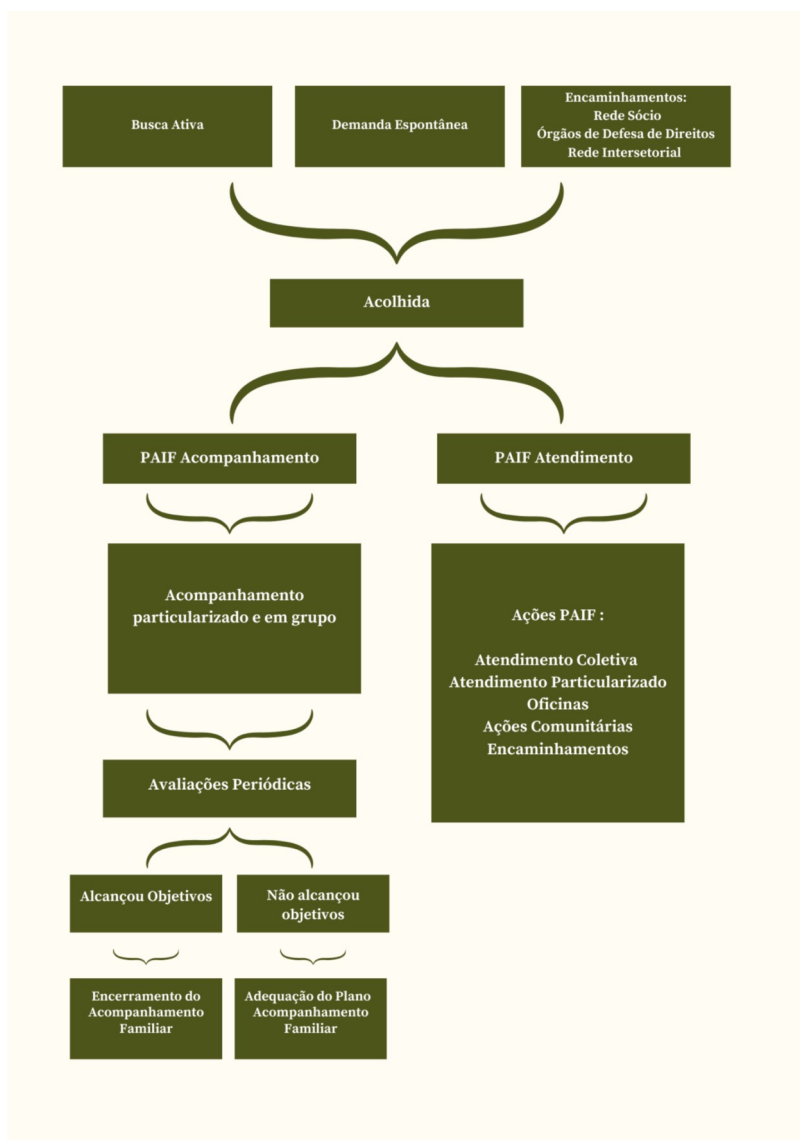 Busca Ativa
Demanda Espontânea
Encaminhamentos:
Rede Sócio
Órgãos de Defesa de Direitos
Rede Intersetorial
Acolhida
PAIF Acompanhamento
PAIF Atendimento
Acompanhamento
particularizado e em grupo
Ações PAIF :
Atendimento Coletiva
Atendimento Particularizado
Oficinas
Ações Comunitárias
Encaminhamentos
Avaliações Periódicas
Alcançou Objetivos
Não alcançou
objetivos
Encerramento do
Acompanhamento
Familiar
Adequação do Plano
Acompanhamento
Familiar